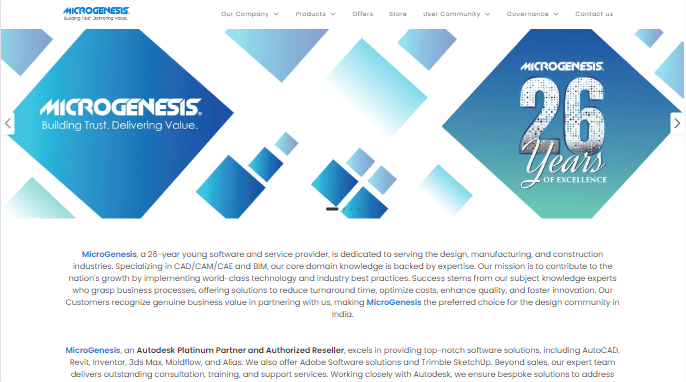 MICROGENESIS
Building Trust. Delivering Value.
Our Company
Products
Offers
Store
User Community
Governance
Contact us
MICROGENESIS
Building Trust. Delivering Value.
MICROGENESIS
26
Years
OF EXCELLENCE
MicroGenesis, a 26-year young software and service provider, is dedicated to serving the design, manufacturing, and construction
industries. Specializing in CAD/CAM/CAE and BIM, our core domain knowledge is backed by expertise. Our mission is to contribute to the
nation's growth by implementing world-class technology and industry best practices. Success stems from our subject knowledge experts
who grasp business processes, offering solutions to reduce turnaround time, optimize costs, enhance quality, and foster innovation. Our
Customers recognize genuine business value in partnering with us, making MicroGenesis the preferred choice for the design community in
India.
MicroGenesis, an Autodesk Platinum Partner and Authorized Reseller, excels in providing top-notch software solutions, including AutoCAD,
Revit, Inventor, 3ds Max, Moldflow, and Alias. We also offer Adobe Software solutions and Trimble SketchUp. Beyond sales, our expert team
delivers outstanding consultation, training, and support services. Working closely with Autodesk, we ensure bespoke solutions to address